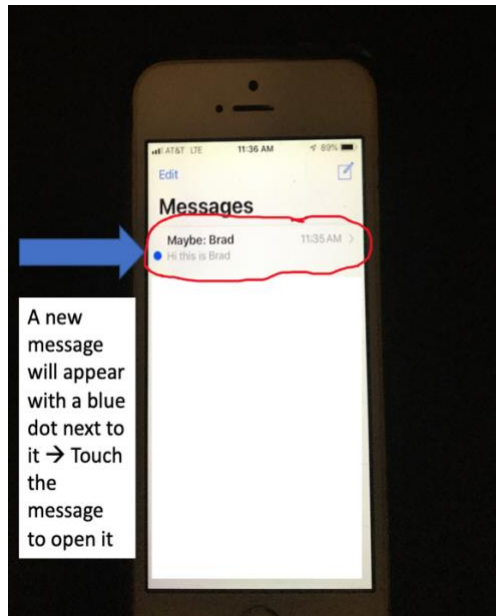 AT&T LTE 11:36 AM 89%
Edit
Messages
Maybe: Brad 11:35 AM >
Hi this is Brad
A new
message
will appear
with a blue
dot next to
it → Touch
the
message
to open it